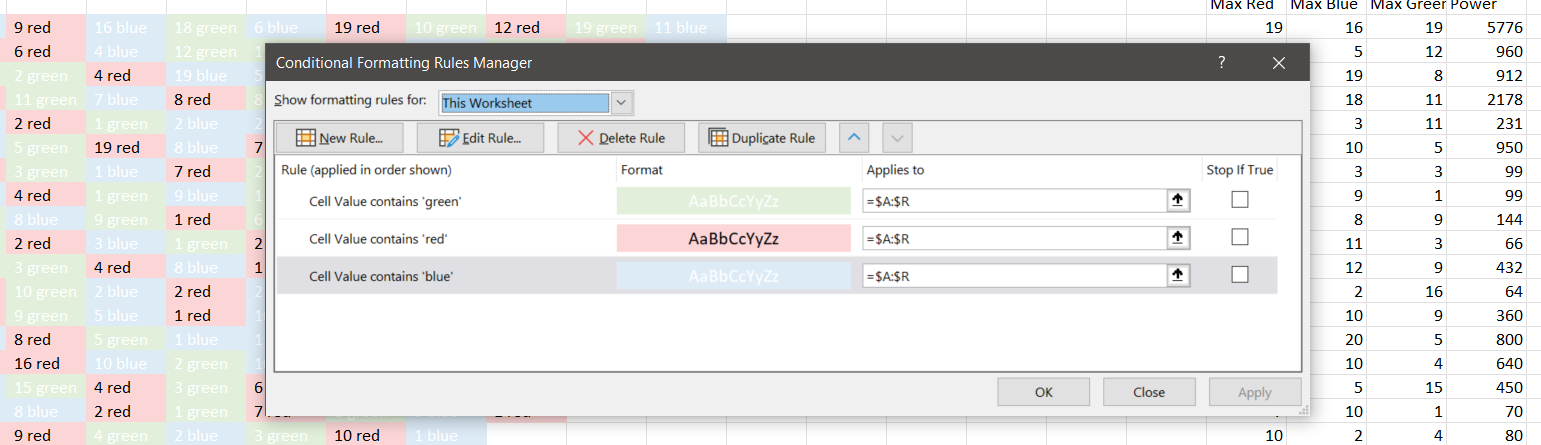 Max Red Max Blue Max Greer Power
9 red 16 blue 18 green 6 blue 19 red 10 green 12 red 19 green 11 blue 19 16 19 5776
6 red 4 blue 12 green 5 12 960
2 green 4 red 19 blue 19 8 912
11 green 7 blue 8 red 18 11 2178
2 red 1 green 2 blue 3 11 231
5 green 19 red 8 blue 7 10 5 950
3 green 1 blue 7 red 3 3 99
4 red 1 green 9 blue 9 1 99
8 blue 9 green 1 red 8 9 144
2 red 3 blue 1 green 2 11 3 66
3 green 4 red 8 blue 12 9 432
10 green 2 blue 2 red 2 16 64
9 green 5 blue 1 red 10 9 360
8 red 5 green 1 blue 20 5 800
16 red 10 blue 2 green 10 4 640
15 green 4 red 3 green 6 5 15 450
8 blue 2 red 1 green 7 10 1 70
9 red 4 green 2 blue 3 green 10 red 1 blue 10 2 4 80
Conditional Formatting Rules Manager ?
Show formatting rules for: This Worksheet
New Rule... Edit Rule... Delete Rule Duplicate Rule
Rule (applied in order shown) Format Applies to Stop If True
Cell Value contains 'green' AaBbCcYyZz =$A:$R
Cell Value contains 'red' AaBbCcYyZz =$A:$R
Cell Value contains 'blue' AaBbCcYyZz =$A:$R
OK Close Apply